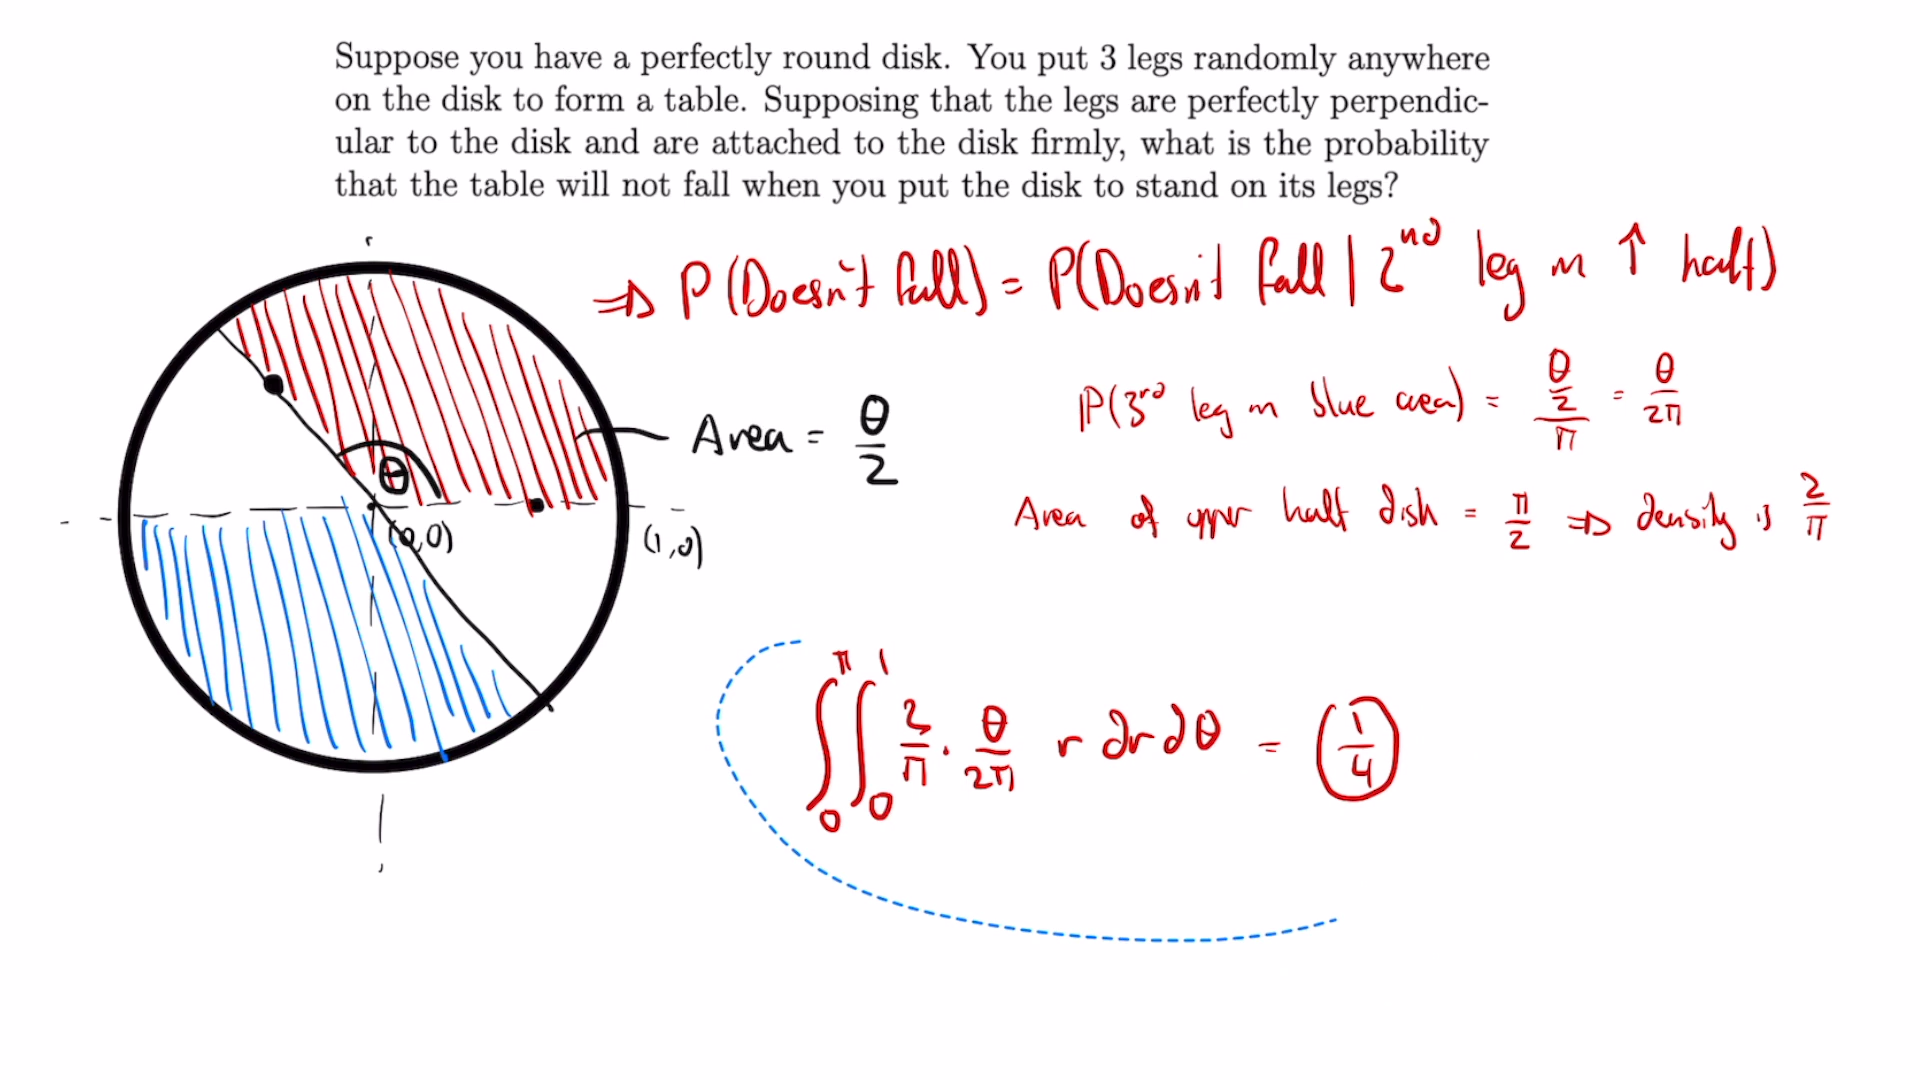 Suppose you have a perfectly round disk. You put 3 legs randomly anywhere
on the disk to form a table. Supposing that the legs are perfectly perpendic-
ular to the disk and are attached to the disk firmly, what is the probability
that the table will not fall when you put the disk to stand on its legs?
⇒ P(Doesn't fall) = P(Doesn't fall | 2nd leg in ↑ half)
ℙ(3rd leg in blue area) = (θ/2)/π = θ/2π
Area = θ/2
θ
Area of upper half disk = π/2 ⇒ density is 2/π
(0,0)
(1,0)
∫_0^π ∫_0^1 2/π · θ/2π r dr dθ = 1/4